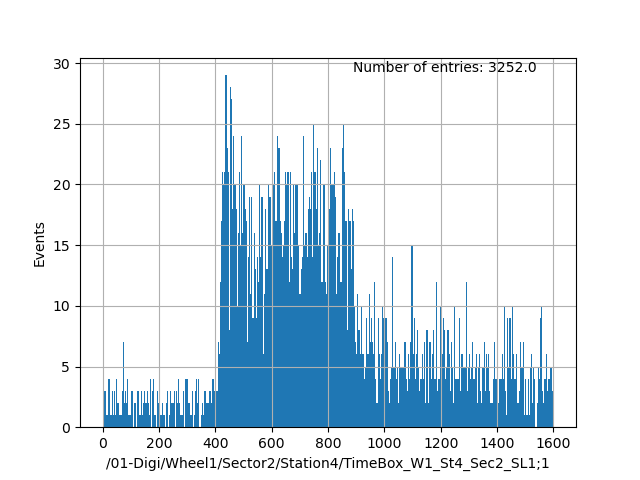 Number of entries: 3252.0
30
25
20
15
10
5
0
Events
0 200 400 600 800 1000 1200 1400 1600
/01-Digi/Wheel1/Sector2/Station4/TimeBox_W1_St4_Sec2_SL1;1